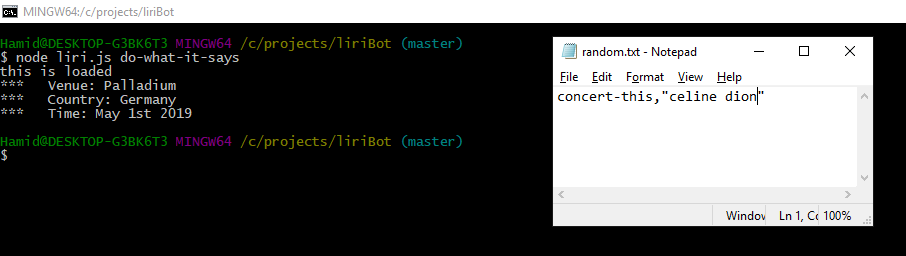 MINGW64:/c/projects/liriBot
Hamid@DESKTOP-G3BK6T3 MINGW64 /c/projects/liriBot (master)
$ node liri.js do-what-it-says
this is loaded
***   Venue: Palladium
***   Country: Germany
***   Time: May 1st 2019
Hamid@DESKTOP-G3BK6T3 MINGW64 /c/projects/liriBot (master)
$
random.txt - Notepad
File Edit Format View Help
concert-this,"celine dion"
Window Ln 1, Co 100%